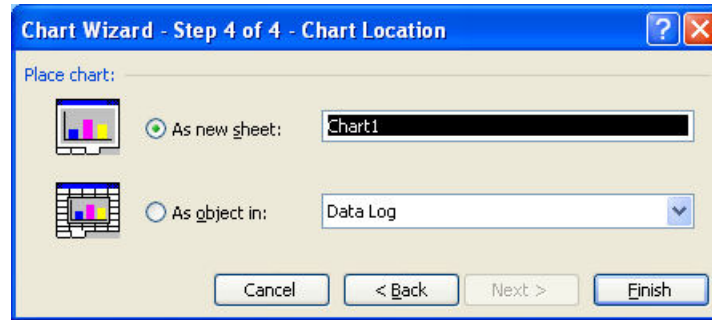 Chart Wizard - Step 4 of 4 - Chart Location
Place chart:
As new sheet: Chart1
As object in: Data Log
Cancel < Back Next > Finish